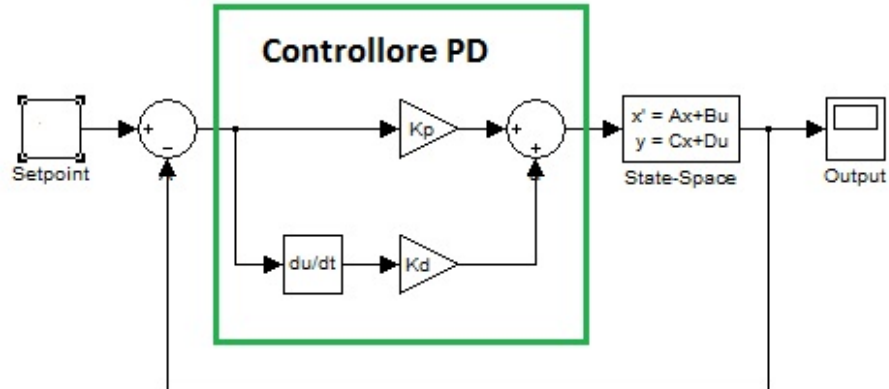 Controllore PD
Setpoint
+
−
Kp
+
+
x' = Ax+Bu
y = Cx+Du
State-Space
Output
du/dt
Kd